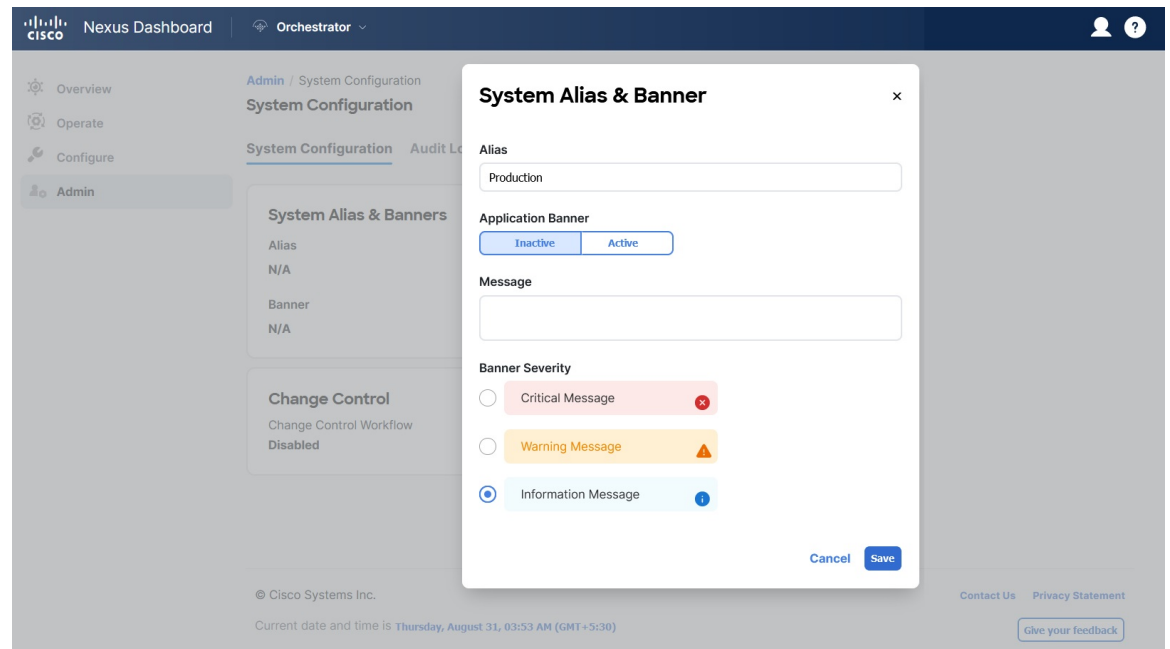 CISCO Nexus Dashboard Orchestrator ?
Overview
Operate
Configure
Admin
Admin / System Configuration
System Configuration
System Configuration Audit Lo
System Alias & Banners
Alias
N/A
Banner
N/A
Change Control
Change Control Workflow
Disabled
System Alias & Banner ×
Alias
Production
Application Banner
Inactive Active
Message
Banner Severity
Critical Message
Warning Message
Information Message
Cancel Save
© Cisco Systems Inc.
Contact Us Privacy Statement
Current date and time is Thursday, August 31, 03:53 AM (GMT+5:30)
Give your feedback